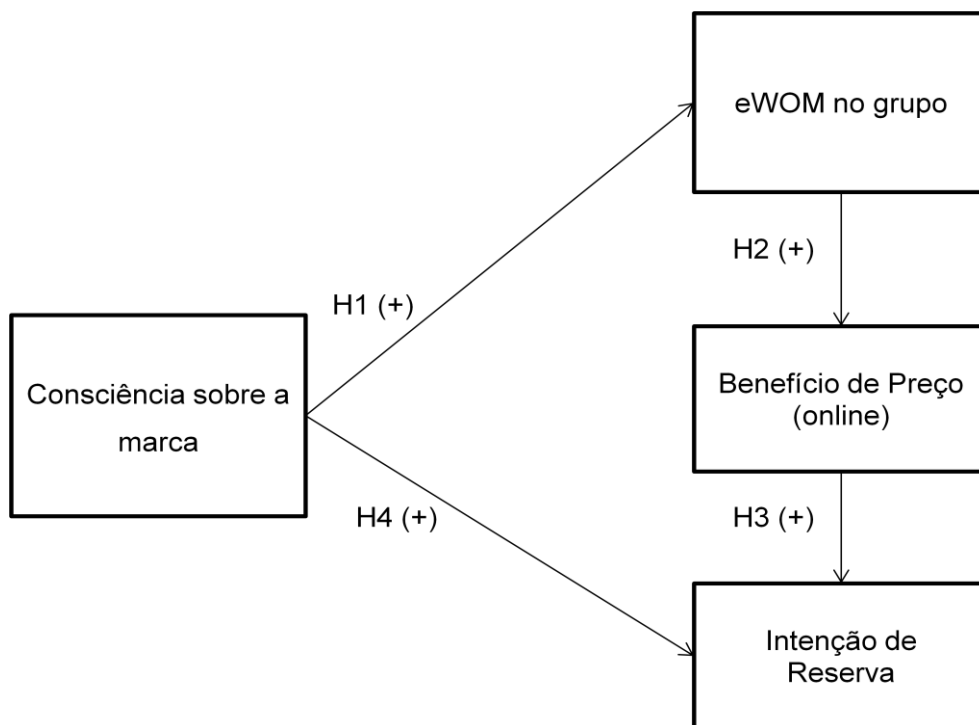 eWOM no grupo
H2 (+)
H1 (+)
Consciência sobre a
marca
Benefício de Preço
(online)
H4 (+)
H3 (+)
Intenção de
Reserva